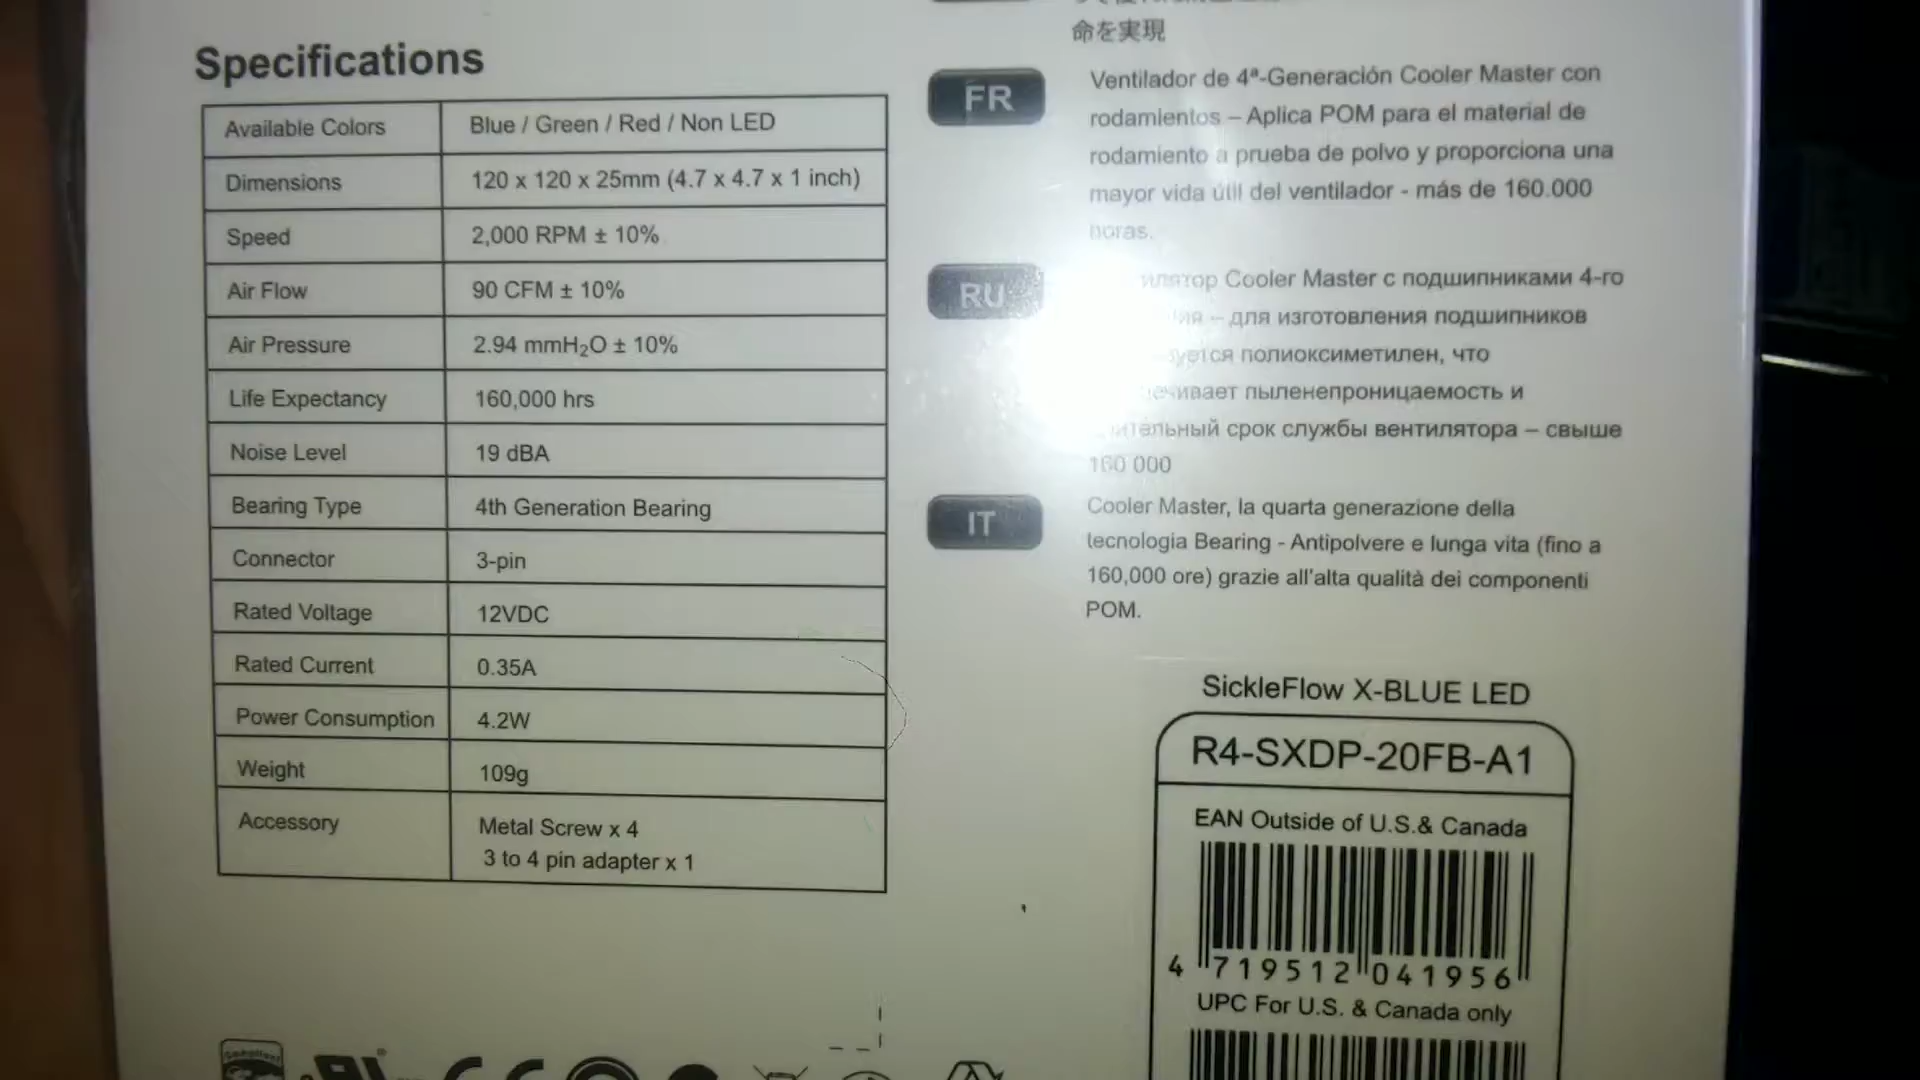 Specifications
Available Colors Blue / Green / Red / Non LED
Dimensions 120 x 120 x 25mm (4.7 x 4.7 x 1 inch)
Speed 2,000 RPM ± 10%
Air Flow 90 CFM ± 10%
Air Pressure 2.94 mmH₂O ± 10%
Life Expectancy 160,000 hrs
Noise Level 19 dBA
Bearing Type 4th Generation Bearing
Connector 3-pin
Rated Voltage 12VDC
Rated Current 0.35A
Power Consumption 4.2W
Weight 109g
Accessory Metal Screw x 4
3 to 4 pin adapter x 1
命を実現
FR
Ventilador de 4ª-Generación Cooler Master con
rodamientos – Aplica POM para el material de
rodamiento a prueba de polvo y proporciona una
mayor vida útil del ventilador - más de 160.000
horas.
RU
Cooler Master с подшипниками 4-го
– для изготовления подшипников
полиоксиметилен, что
пыленепроницаемость и
срок службы вентилятора – свыше
160 000
IT
Cooler Master, la quarta generazione della
tecnologia Bearing - Antipolvere e lunga vita (fino a
160,000 ore) grazie all'alta qualità dei componenti
POM.
SickleFlow X-BLUE LED
R4-SXDP-20FB-A1
EAN Outside of U.S.& Canada
4 719512 041956
UPC For U.S. & Canada only
Compliant